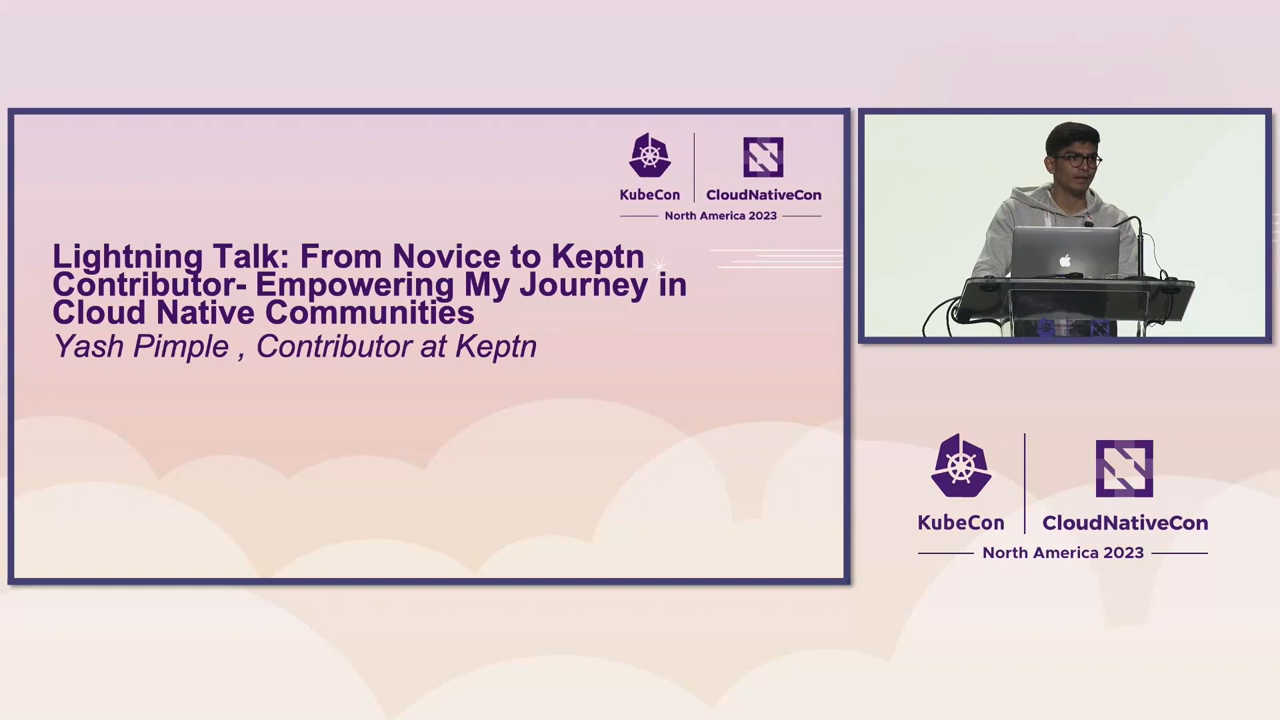 KubeCon
CloudNativeCon
North America 2023
Lightning Talk: From Novice to Keptn
Contributor- Empowering My Journey in
Cloud Native Communities
Yash Pimple , Contributor at Keptn
KubeCon
CloudNativeCon
North America 2023